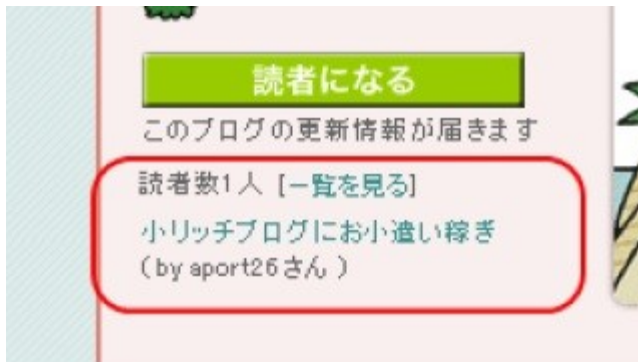 読者になる
このブログの更新情報が届きます
読者数1人 [一覧を見る]
小リッチブログにお小遣い稼ぎ
(by aport26さん )